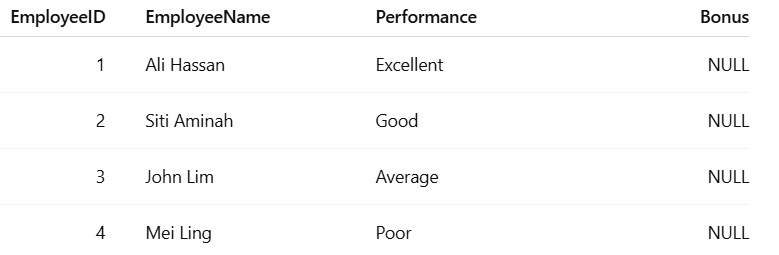 EmployeeID EmployeeName Performance Bonus
1 Ali Hassan Excellent NULL
2 Siti Aminah Good NULL
3 John Lim Average NULL
4 Mei Ling Poor NULL